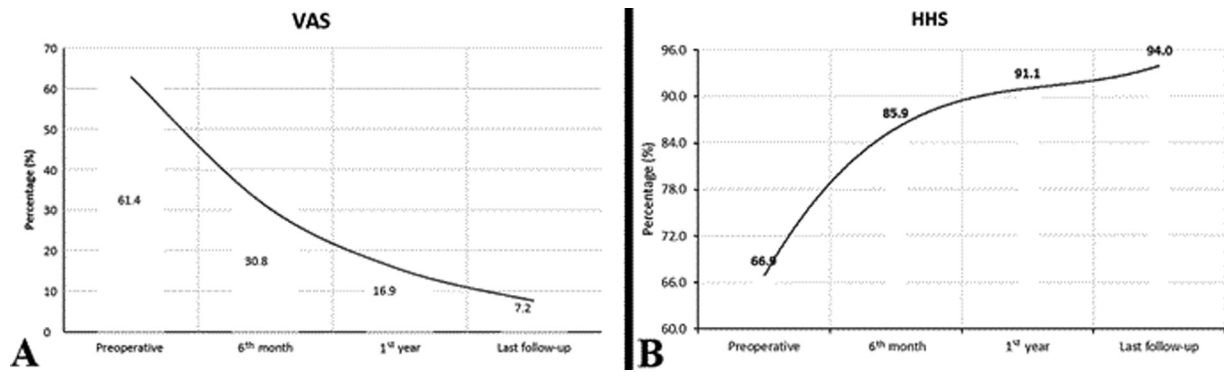 VAS
70
60
50
40
30
20
10
0
Percentage (%)
61.4
30.8
16.9
7.2
Preoperative 6th month 1st year Last follow-up
A
HHS
96.0
90.0
84.0
78.0
72.0
66.0
60.0
Percentage (%)
66.9
85.9
91.1
94.0
Preoperative 6th month 1st year Last follow-up
B